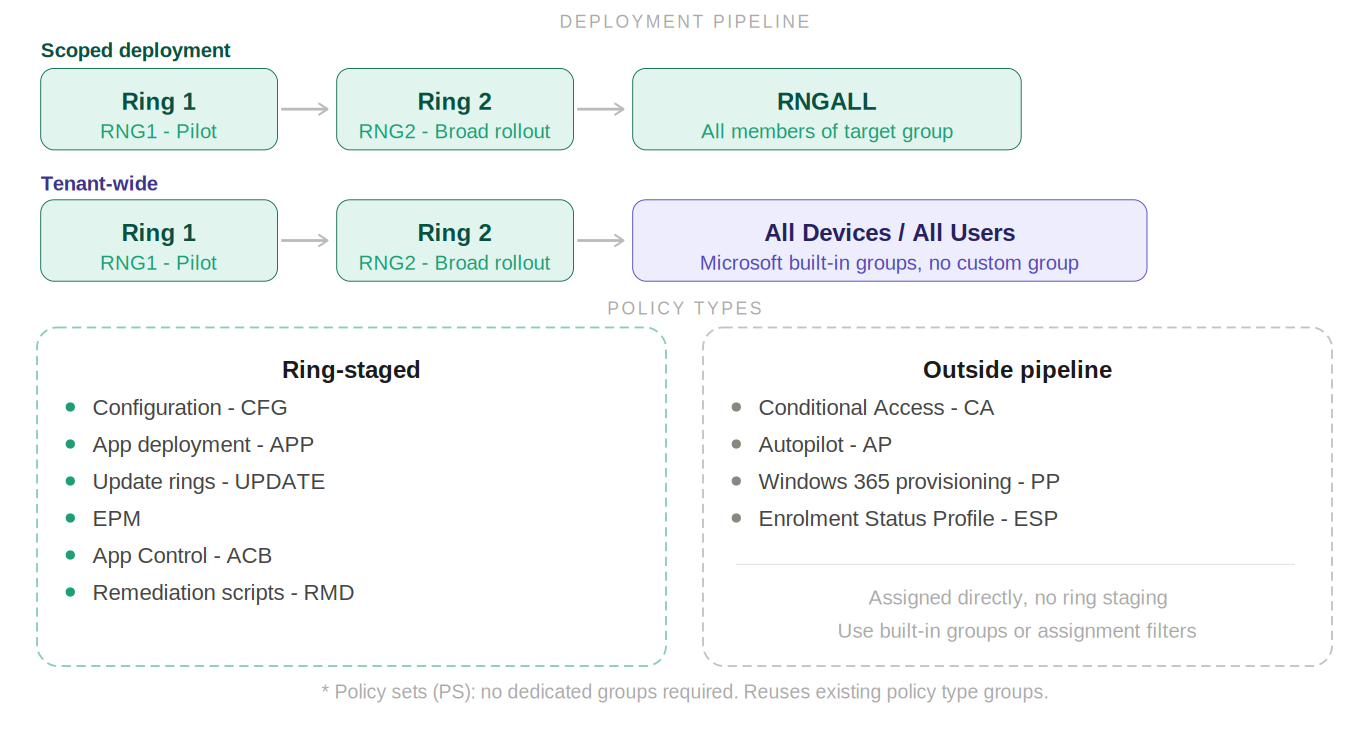 DEPLOYMENT PIPELINE
Scoped deployment
Ring 1
RNG1 - Pilot
Ring 2
RNG2 - Broad rollout
RNGALL
All members of target group
Tenant-wide
Ring 1
RNG1 - Pilot
Ring 2
RNG2 - Broad rollout
All Devices / All Users
Microsoft built-in groups, no custom group
POLICY TYPES
Ring-staged
Configuration - CFG
App deployment - APP
Update rings - UPDATE
EPM
App Control - ACB
Remediation scripts - RMD
Outside pipeline
Conditional Access - CA
Autopilot - AP
Windows 365 provisioning - PP
Enrolment Status Profile - ESP
Assigned directly, no ring staging
Use built-in groups or assignment filters
* Policy sets (PS): no dedicated groups required. Reuses existing policy type groups.